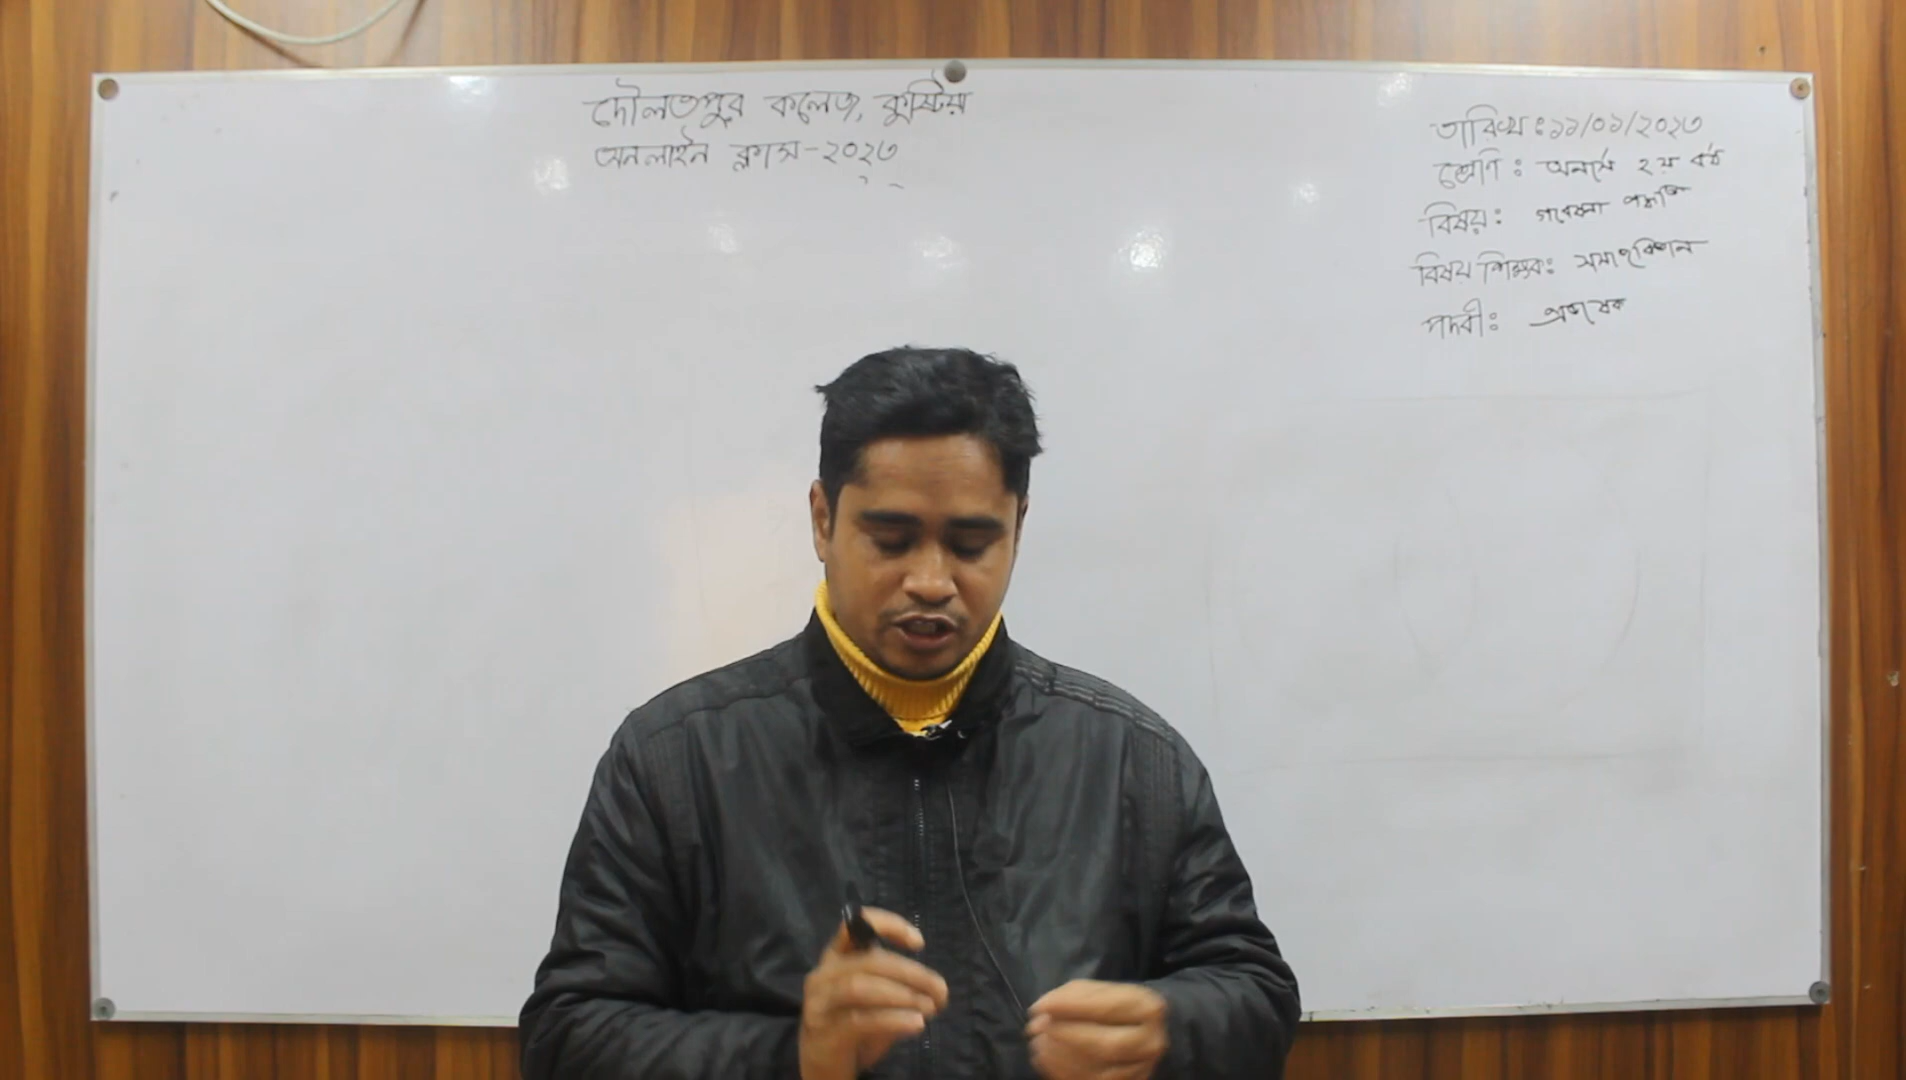 দৌলতপুর কলেজ, কুষ্টিয়া
অনলাইন ক্লাস-২০২৩
তারিখ ঃ ১১/০১/২০২৩
শ্রেণি ঃ অনার্স ২য় বর্ষ
বিষয় ঃ গবেষণা পদ্ধতি
বিষয় শিক্ষক ঃ সমাজবিজ্ঞান
পদবী ঃ প্রভাষক